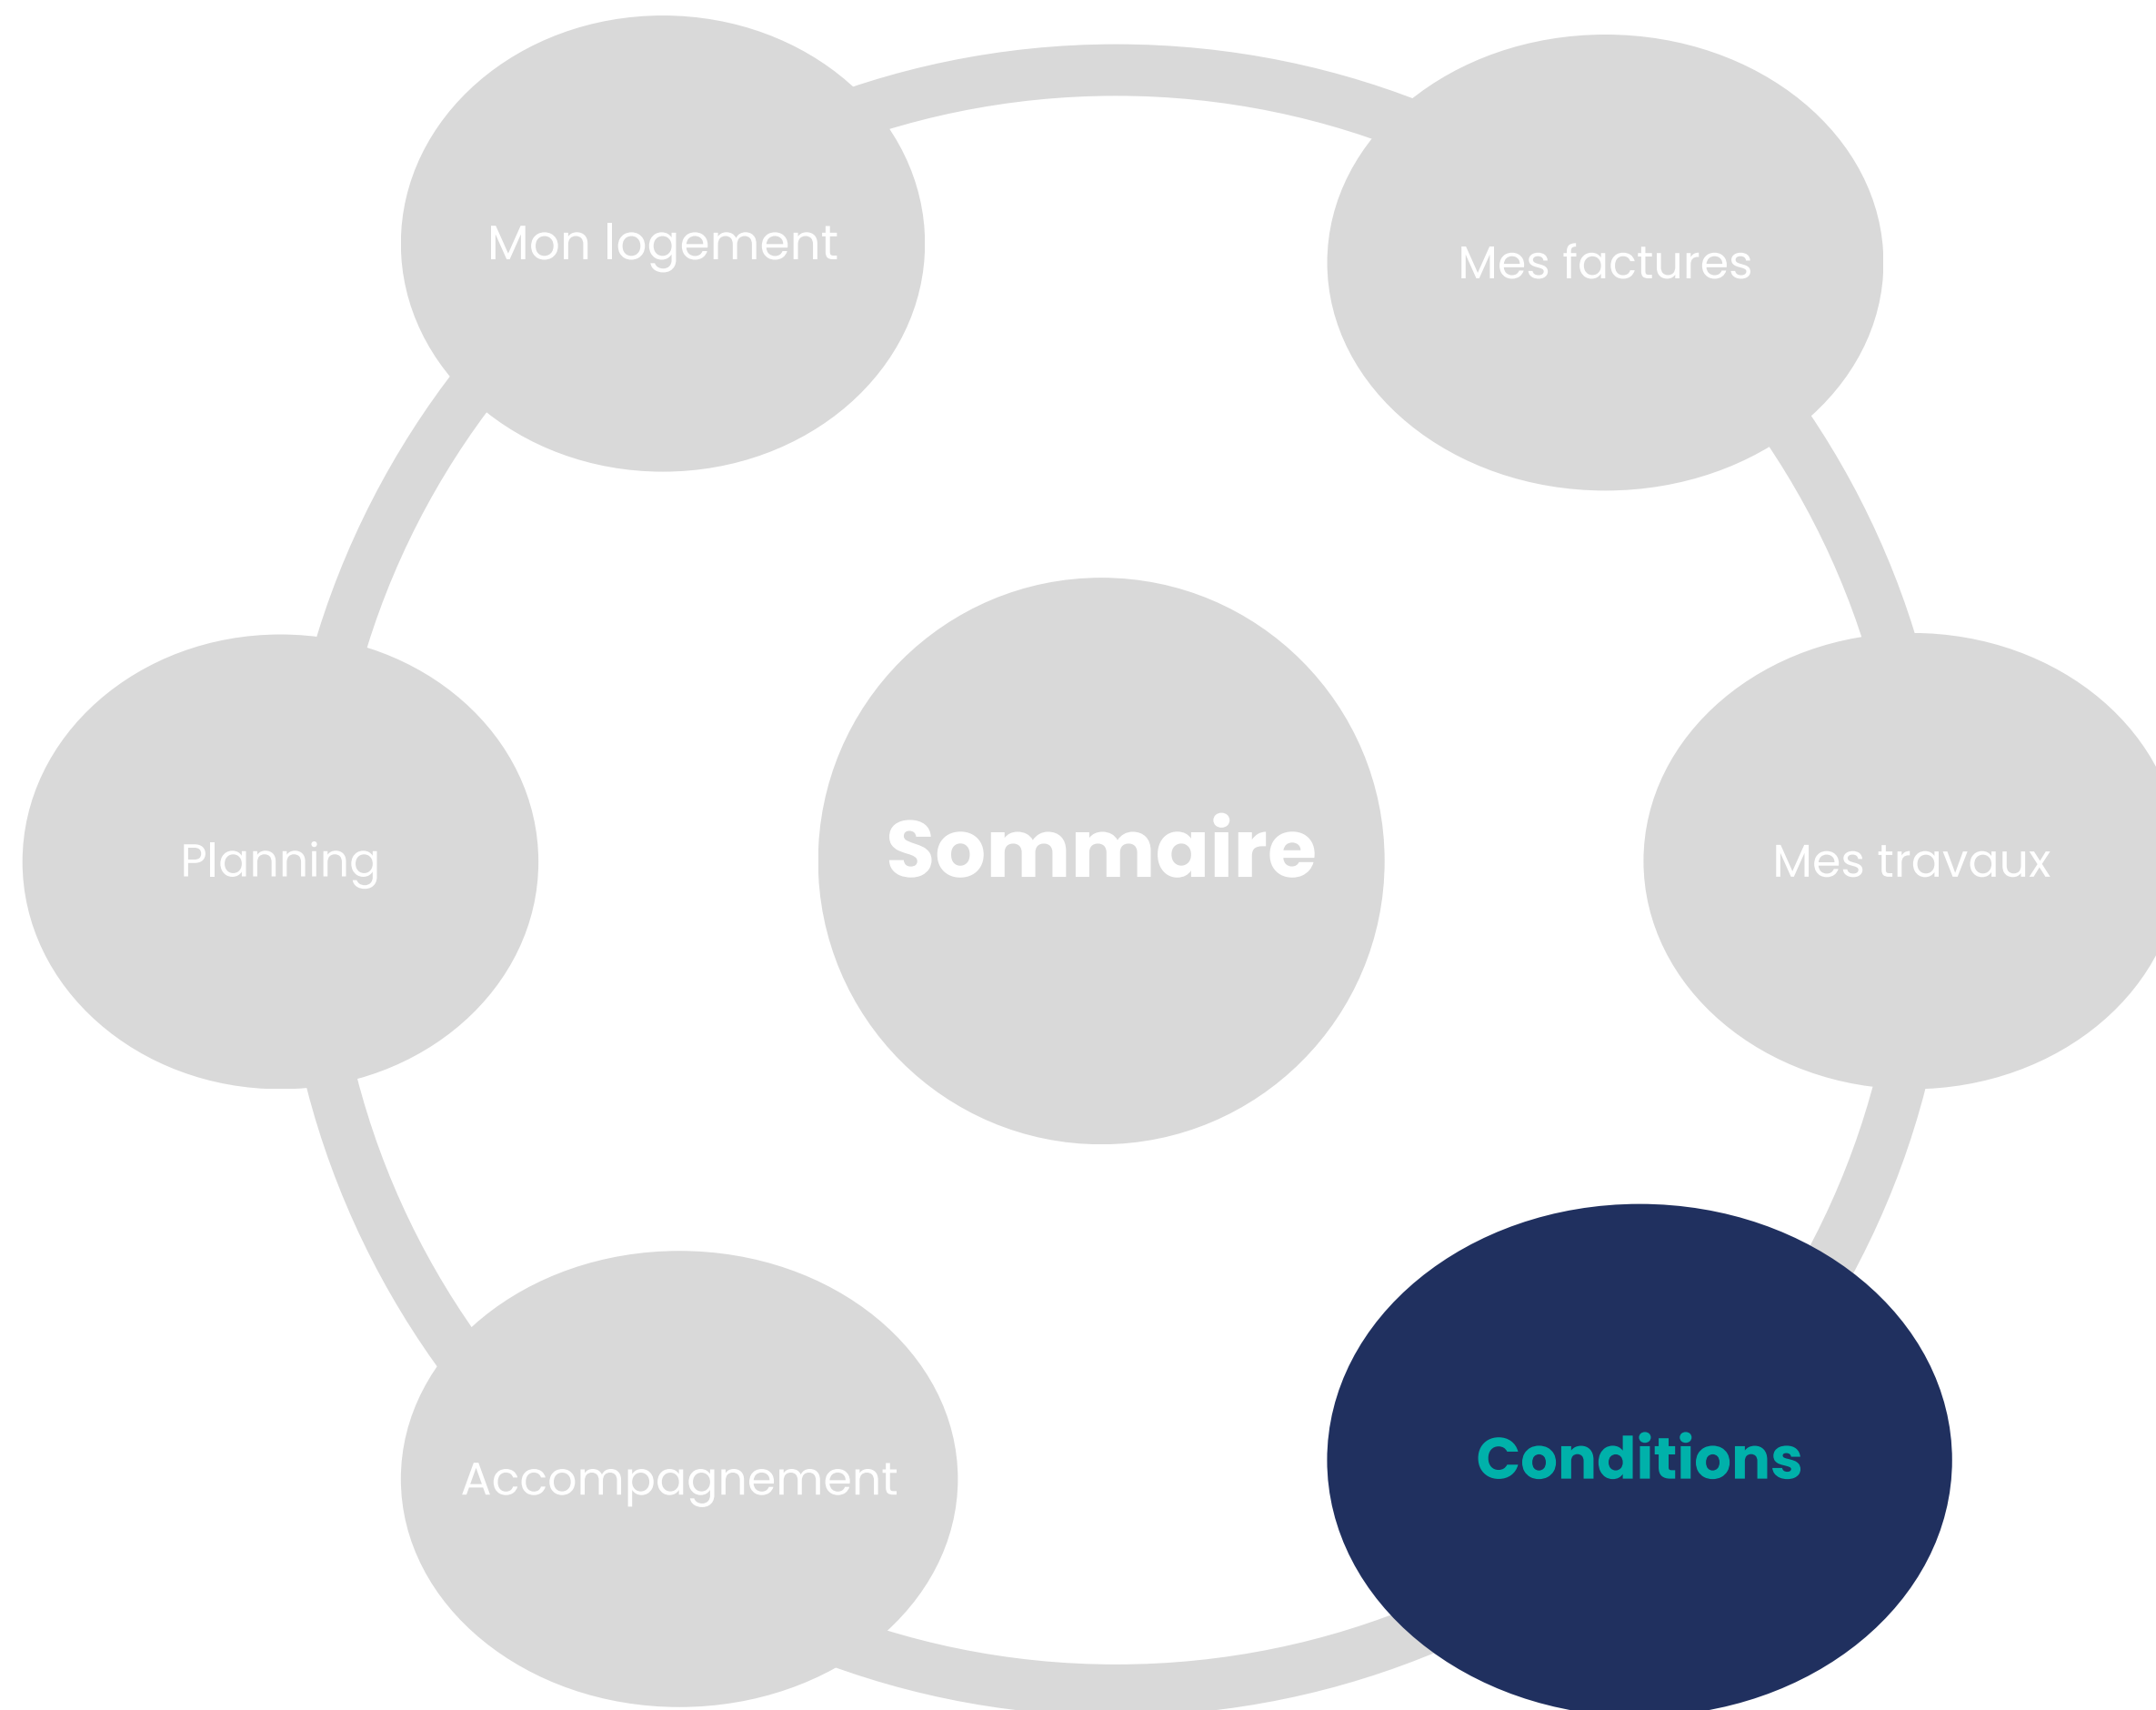 Mon logement
Mes factures
Planning
Sommaire
Mes travaux
Accompagnement
Conditions